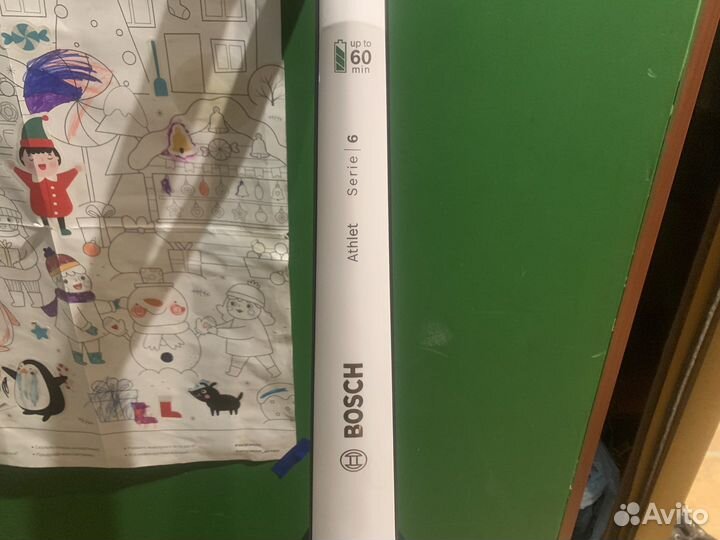 up to
60
min
Athlet Serie | 6
BOSCH
Avito